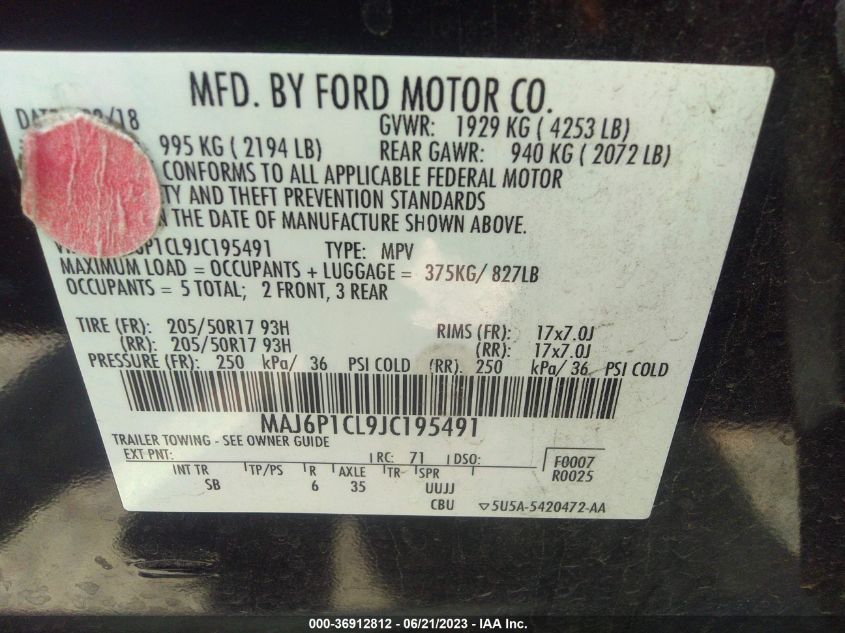 MFD. BY FORD MOTOR CO.
/18
GVWR: 1929 KG ( 4253 LB)
995 KG ( 2194 LB)
REAR GAWR: 940 KG ( 2072 LB)
CONFORMS TO ALL APPLICABLE FEDERAL MOTOR
TY AND THEFT PREVENTION STANDARDS
N THE DATE OF MANUFACTURE SHOWN ABOVE.
6P1CL9JC195491 TYPE: MPV
MAXIMUM LOAD = OCCUPANTS + LUGGAGE = 375KG/ 827LB
OCCUPANTS = 5 TOTAL; 2 FRONT, 3 REAR
TIRE (FR): 205/50R17 93H RIMS (FR): 17x7.0J
(RR): 205/50R17 93H (RR): 17x7.0J
PRESSURE (FR): 250 kPa/ 36 PSI COLD (RR): 250 kPa/ 36 PSI COLD
MAJ6P1CL9JC195491
TRAILER TOWING - SEE OWNER GUIDE
EXT PNT: RC: 71 DSO: F0007
R0025
INT TR TP/PS R AXLE TR SPR
SB 6 35 UUJJ
CBU ▽5U5A-5420472-AA
000-36912812 - 06/21/2023 - IAA Inc.